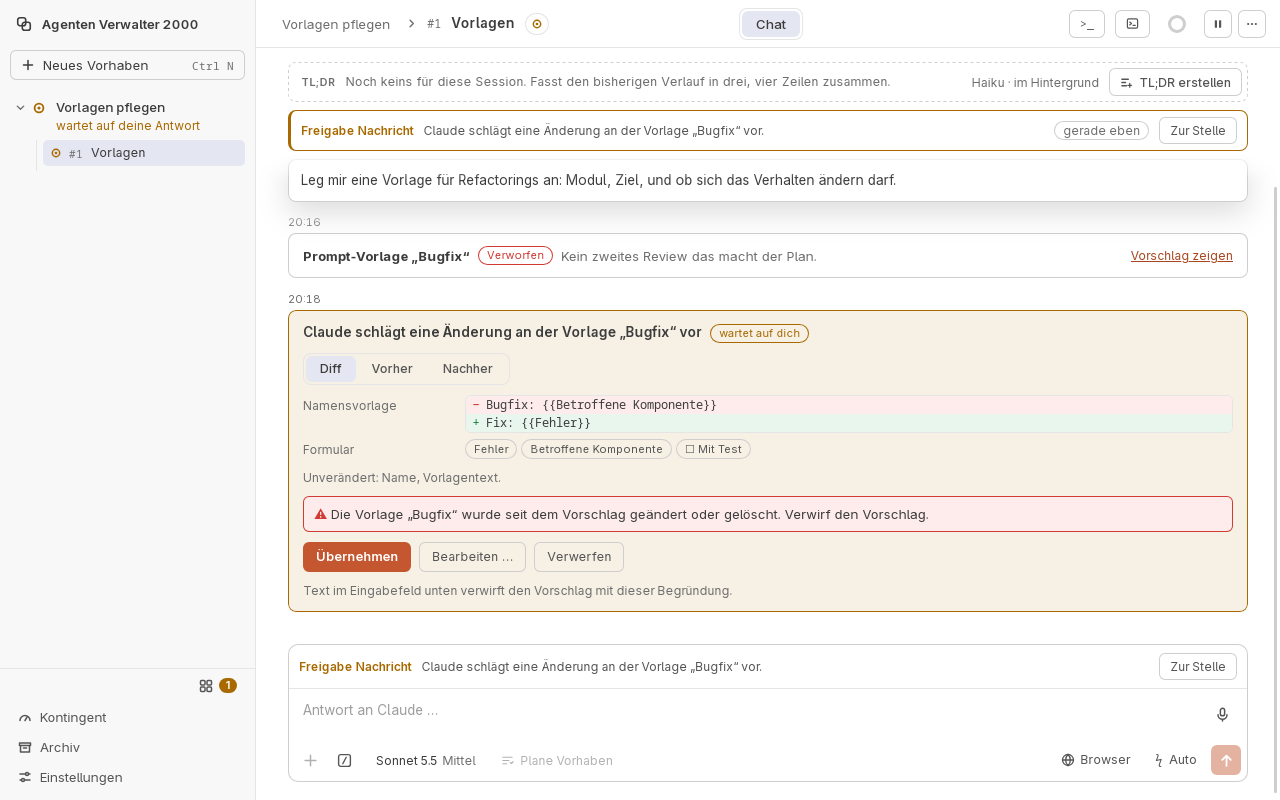 Agenten Verwalter 2000
Neues Vorhaben Ctrl N
Vorlagen pflegen
wartet auf deine Antwort
#1 Vorlagen
1
Kontingent
Archiv
Einstellungen
Vorlagen pflegen #1 Vorlagen
Chat
TL;DR Noch keins für diese Session. Fasst den bisherigen Verlauf in drei, vier Zeilen zusammen. Haiku · im Hintergrund TL;DR erstellen
Freigabe Nachricht Claude schlägt eine Änderung an der Vorlage „Bugfix“ vor. gerade eben Zur Stelle
Leg mir eine Vorlage für Refactorings an: Modul, Ziel, und ob sich das Verhalten ändern darf.
20:16
Prompt-Vorlage „Bugfix“ Verworfen Kein zweites Review das macht der Plan. Vorschlag zeigen
20:18
Claude schlägt eine Änderung an der Vorlage „Bugfix“ vor wartet auf dich
Diff Vorher Nachher
Namensvorlage
− Bugfix: {{Betroffene Komponente}}
+ Fix: {{Fehler}}
Formular Fehler Betroffene Komponente ☐ Mit Test
Unverändert: Name, Vorlagentext.
⚠ Die Vorlage „Bugfix“ wurde seit dem Vorschlag geändert oder gelöscht. Verwirf den Vorschlag.
Übernehmen Bearbeiten … Verwerfen
Text im Eingabefeld unten verwirft den Vorschlag mit dieser Begründung.
Freigabe Nachricht Claude schlägt eine Änderung an der Vorlage „Bugfix“ vor. Zur Stelle
Antwort an Claude …
Sonnet 5.5 Mittel Plane Vorhaben Browser Auto